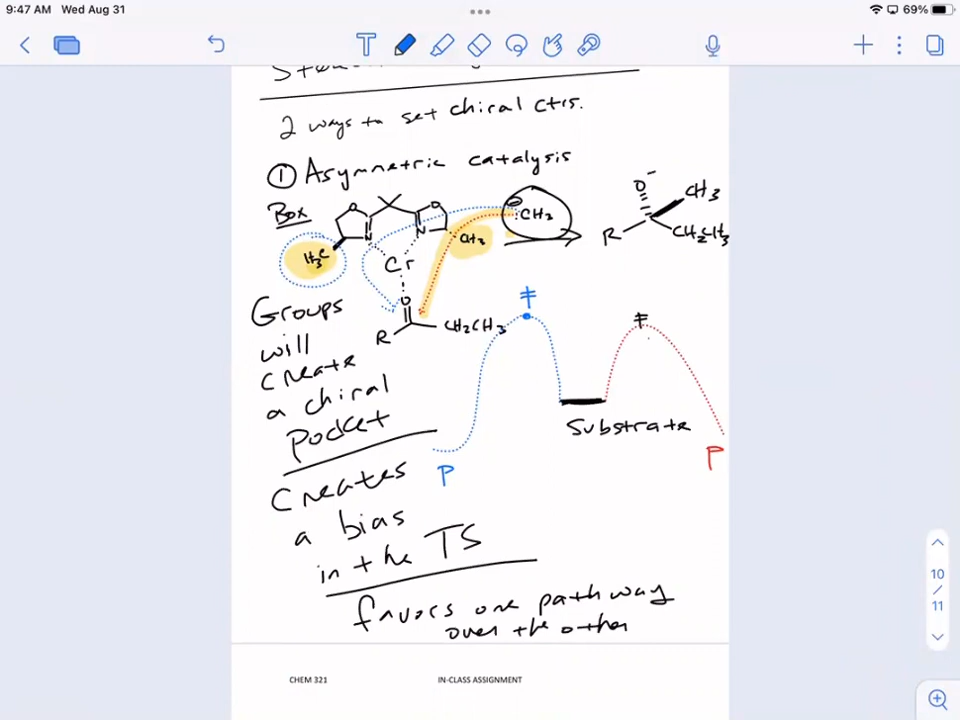 9:47 AM Wed Aug 31
69%
2 ways to set chiral ctrs.
① Asymmetric catalysis
Box
O
O
N
N
H3C
CH3
CH3
Cr
O
R
CH2CH3
O-
CH3
R
CH2CH3
Groups
will
create
a chiral
Pocket
‡
‡
Substrate
P
P
Creates
a bias
in the TS
favors one pathway
over the other
CHEM 321
IN-CLASS ASSIGNMENT
10
/
11